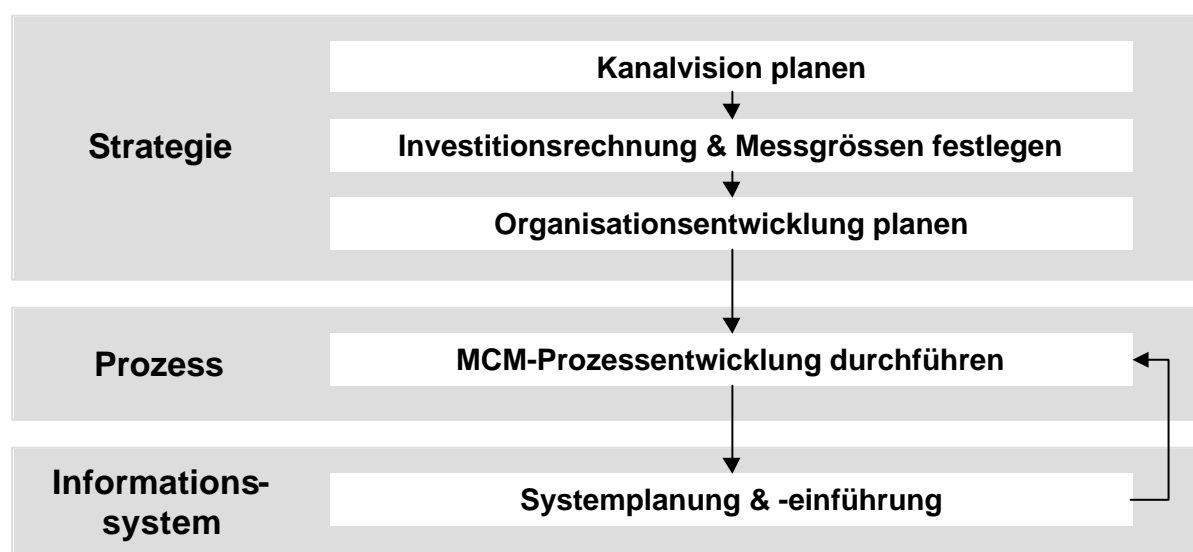 Strategie
Kanalvision planen
Investitionsrechnung & Messgrössen festlegen
Organisationsentwicklung planen
Prozess
MCM-Prozessentwicklung durchführen
Informations-
system
Systemplanung & -einführung